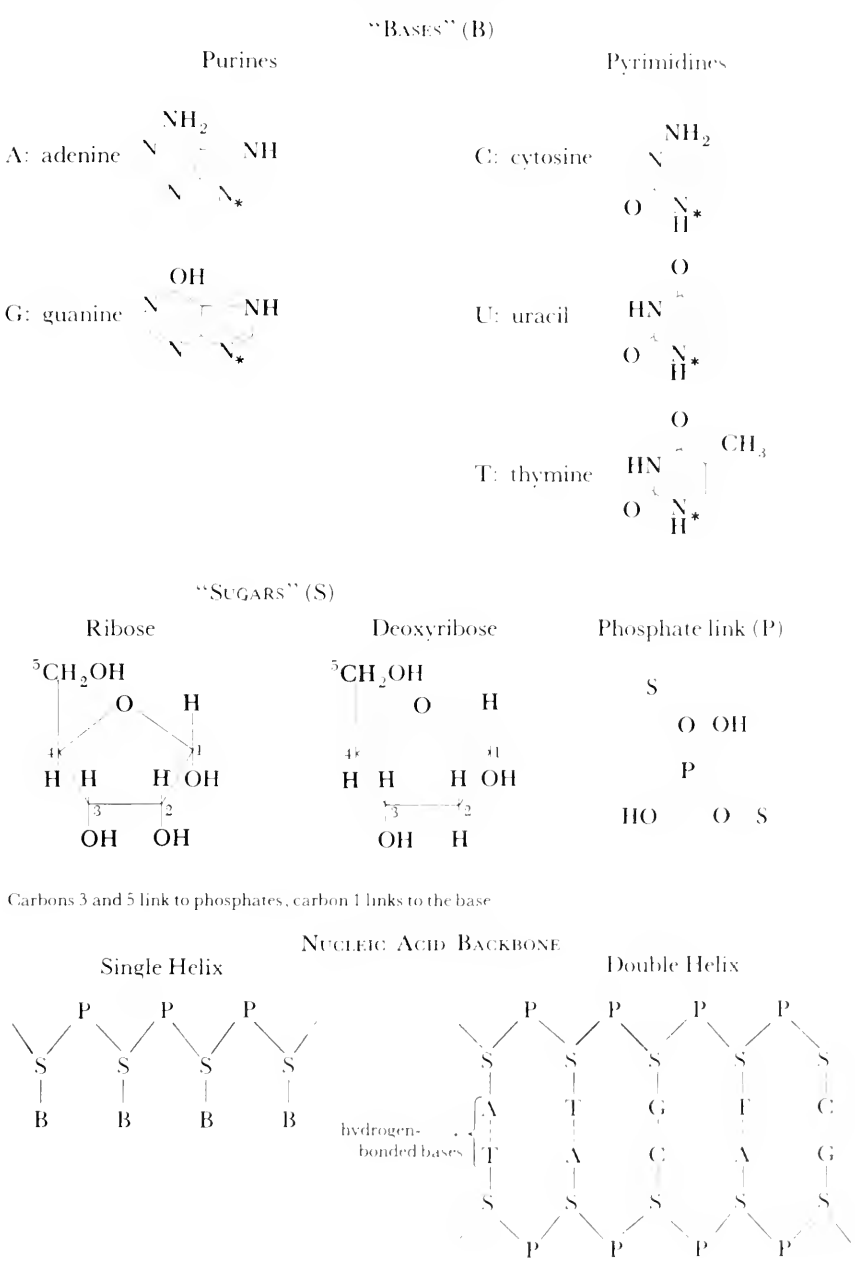 “BASES” (B)
Purines
Pyrimidines
A: adenine
NH2
N
NH
N
N*
C: cytosine
NH2
N
O
N*
H
G: guanine
OH
N
NH
N
N*
U: uracil
O
HN
O
N*
H
T: thymine
O
CH3
HN
O
N*
H
“SUGARS” (S)
Ribose
Deoxyribose
Phosphate link (P)
5CH2OH
O H
4 1
H H H OH
3 2
OH OH
5CH2OH
O H
4 1
H H H OH
3 2
OH H
S
O OH
P
HO O S
Carbons 3 and 5 link to phosphates, carbon 1 links to the base
NUCLEIC ACID BACKBONE
Single Helix
P P P
S S S S
B B B B
Double Helix
P P P P
S S S S S
A T G T C
hydrogen-
bonded bases
T A C A G
S S S S S
P P P P